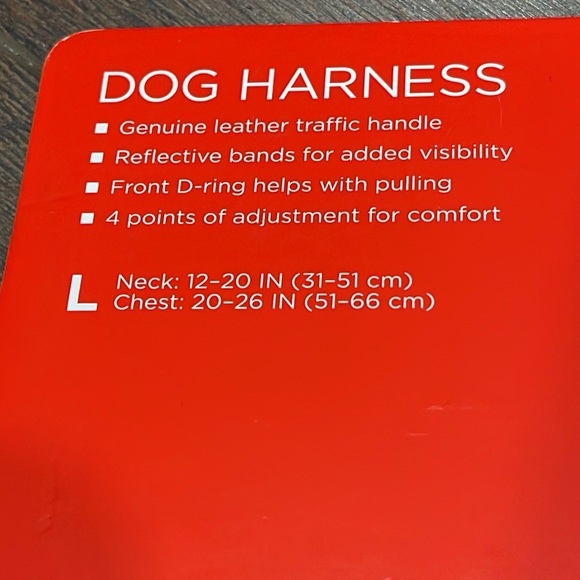 DOG HARNESS
■ Genuine leather traffic handle
■ Reflective bands for added visibility
■ Front D-ring helps with pulling
■ 4 points of adjustment for comfort
L
Neck: 12–20 IN (31–51 cm)
Chest: 20–26 IN (51–66 cm)